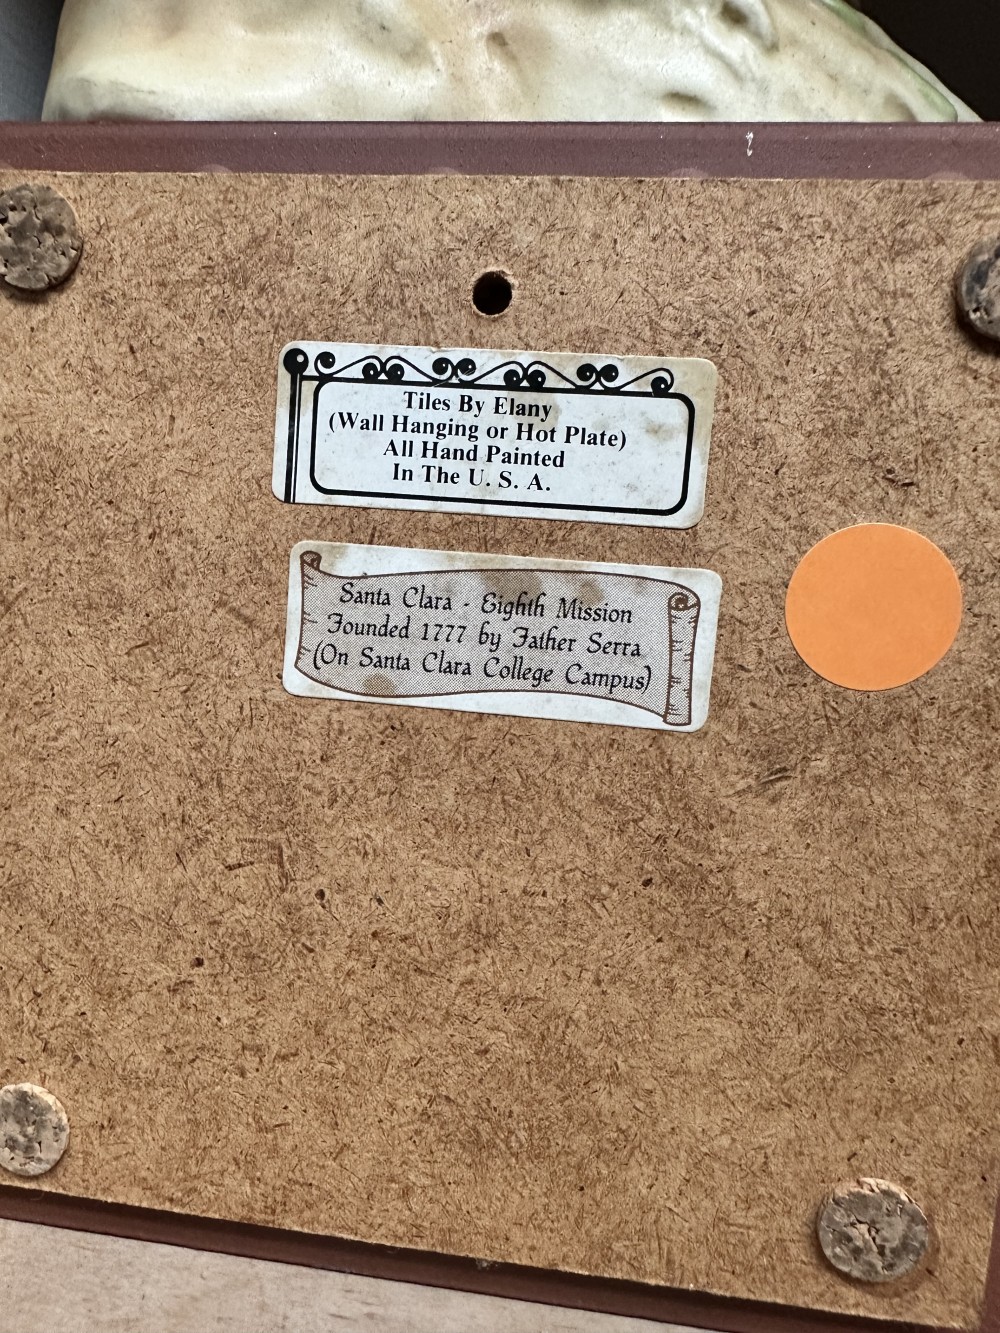 Tiles By Elany
(Wall Hanging or Hot Plate)
All Hand Painted
In The U. S. A.
Santa Clara - Eighth Mission
Founded 1777 by Father Serra
(On Santa Clara College Campus)